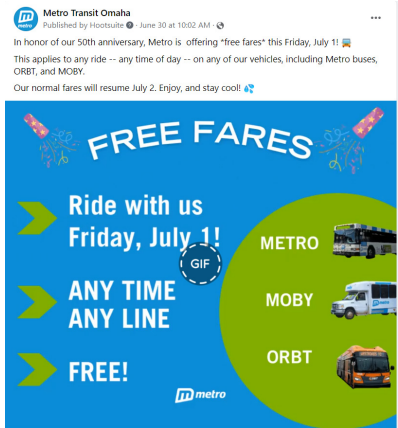 metro
Metro Transit Omaha
Published by Hootsuite · June 30 at 10:02 AM ·
In honor of our 50th anniversary, Metro is offering *free fares* this Friday, July 1!
This applies to any ride -- any time of day -- on any of our vehicles, including Metro buses,
ORBT, and MOBY.
Our normal fares will resume July 2. Enjoy, and stay cool!
FREE FARES
Ride with us
Friday, July 1!
GIF
ANY TIME
ANY LINE
FREE!
METRO
MOBY
ORBT
metro